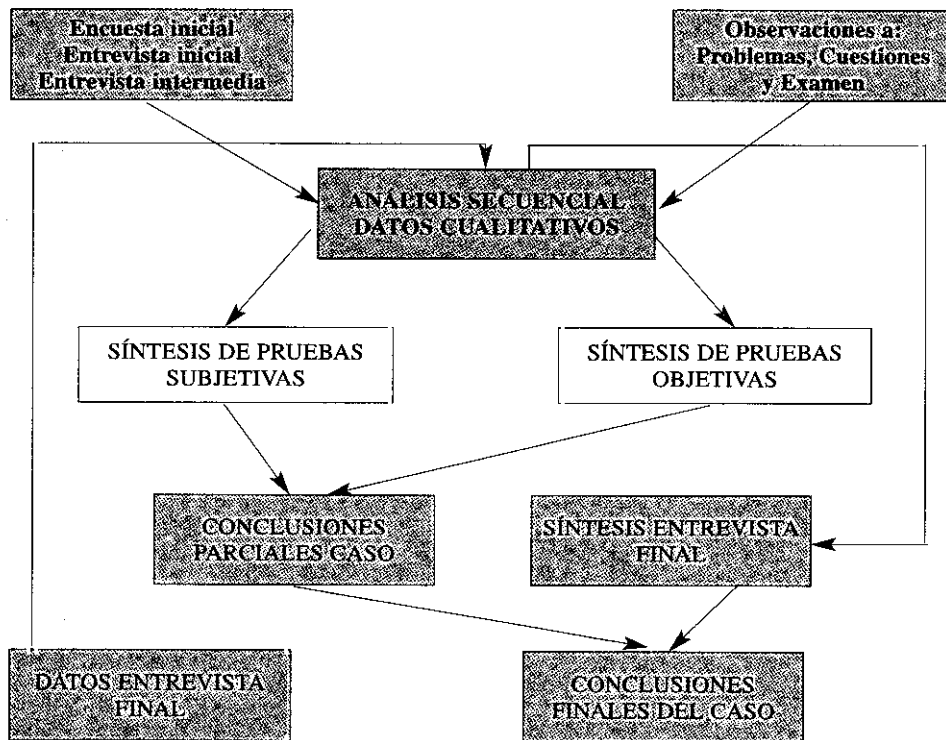 Encuesta inicial
Entrevista inicial
Entrevista intermedia
Observaciones a:
Problemas, Cuestiones
y Examen
ANÁLISIS SECUENCIAL
DATOS CUALITATIVOS
SÍNTESIS DE PRUEBAS
SUBJETIVAS
SÍNTESIS DE PRUEBAS
OBJETIVAS
CONCLUSIONES
PARCIALES CASO
SÍNTESIS ENTREVISTA
FINAL
DATOS ENTREVISTA
FINAL
CONCLUSIONES
FINALES DEL CASO